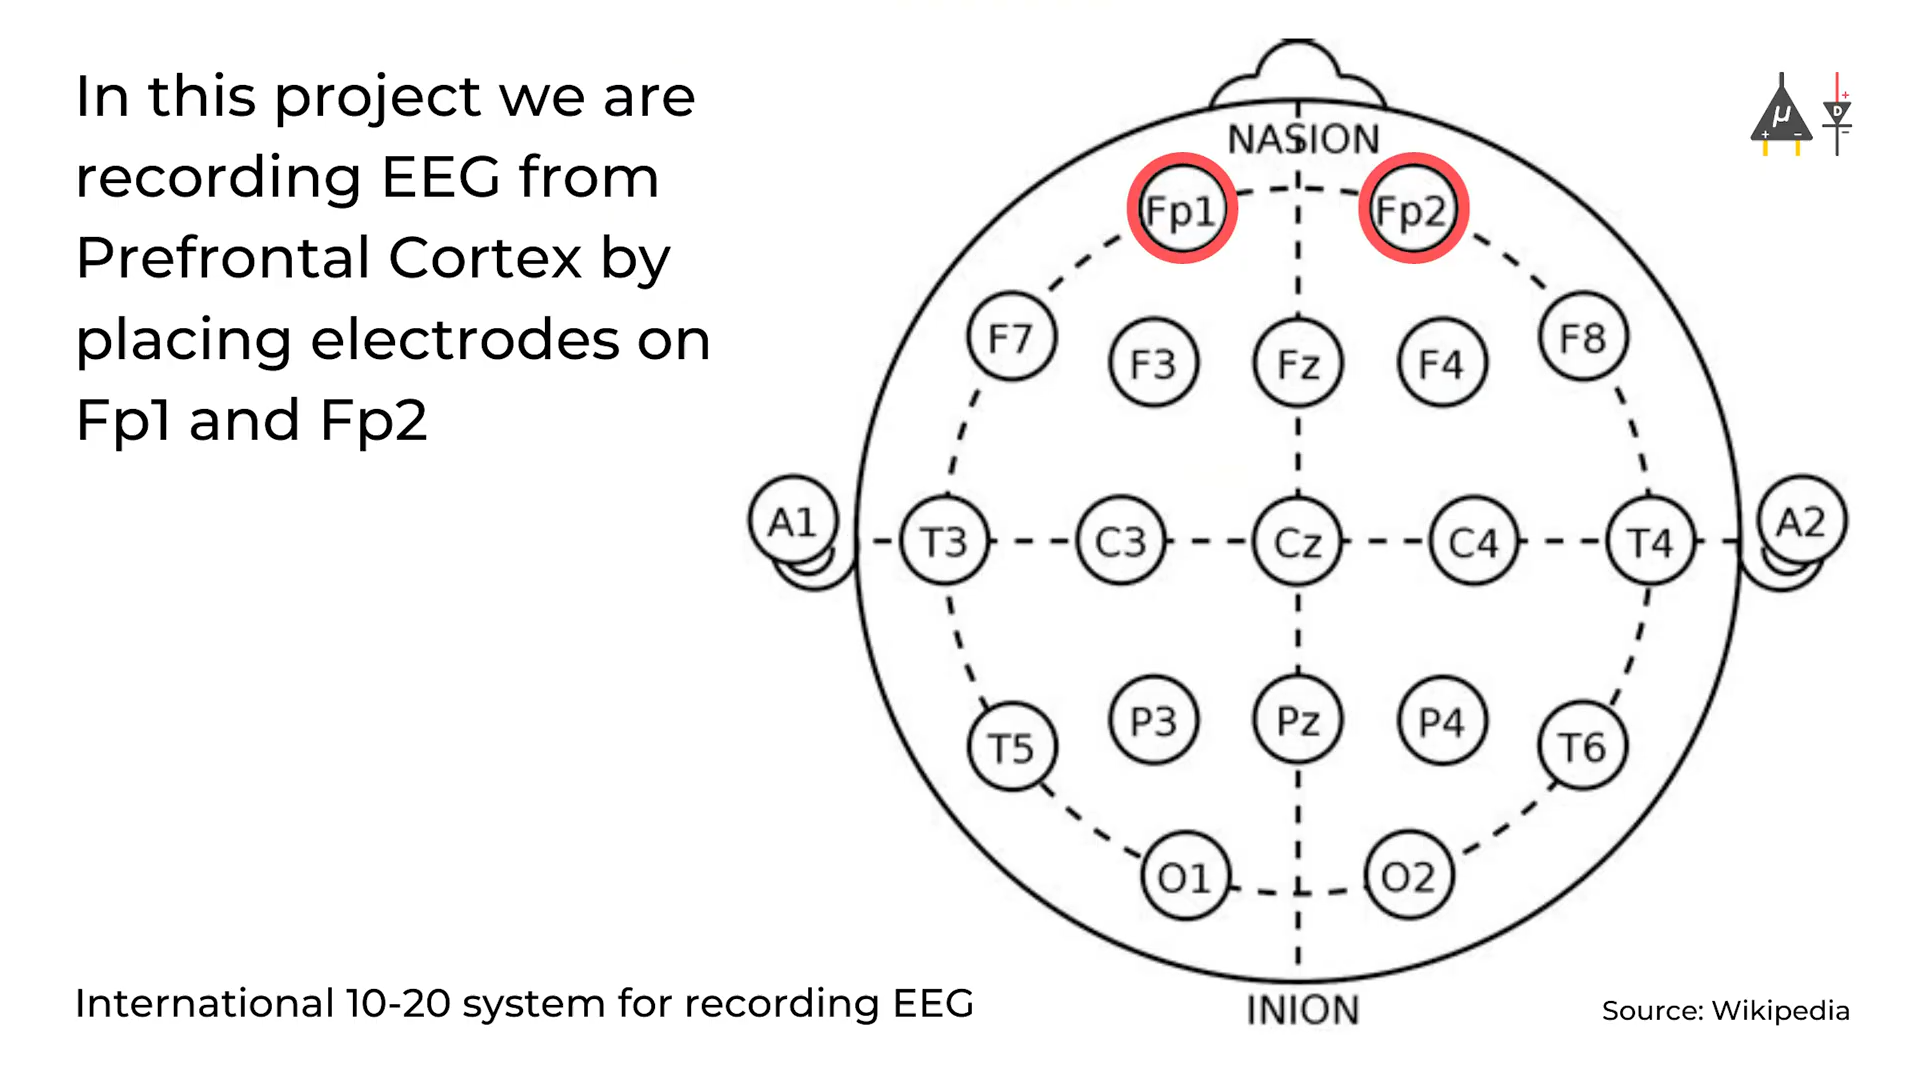 In this project we are
recording EEG from
Prefrontal Cortex by
placing electrodes on
Fp1 and Fp2
NASION
Fp1 Fp2
F7 F3 Fz F4 F8
A1 T3 C3 Cz C4 T4 A2
T5 P3 Pz P4 T6
O1 O2
INION
International 10-20 system for recording EEG
Source: Wikipedia
μ
+ -
D
+
-